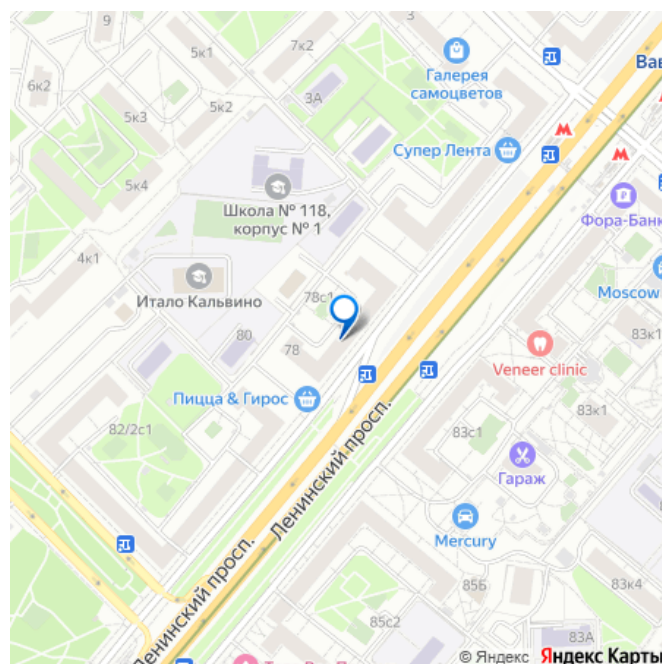 9
7к2
3
5к1
6к2
3А
5к3
5к2
5к4
4к1
Галерея
самоцветов
Вав
Супер Лента
Школа № 118,
корпус № 1
Фора-Банк
Итало Кальвино
78с1
Moscow
80
78
83к1
Veneer clinic
83к1
Пицца & Гирос
82/2с1
83с1
Гараж
Ленинский просп.
Mercury
85Б
83к4
85с2
83А
Ленинский просп.
© Яндекс Яндекс Карты